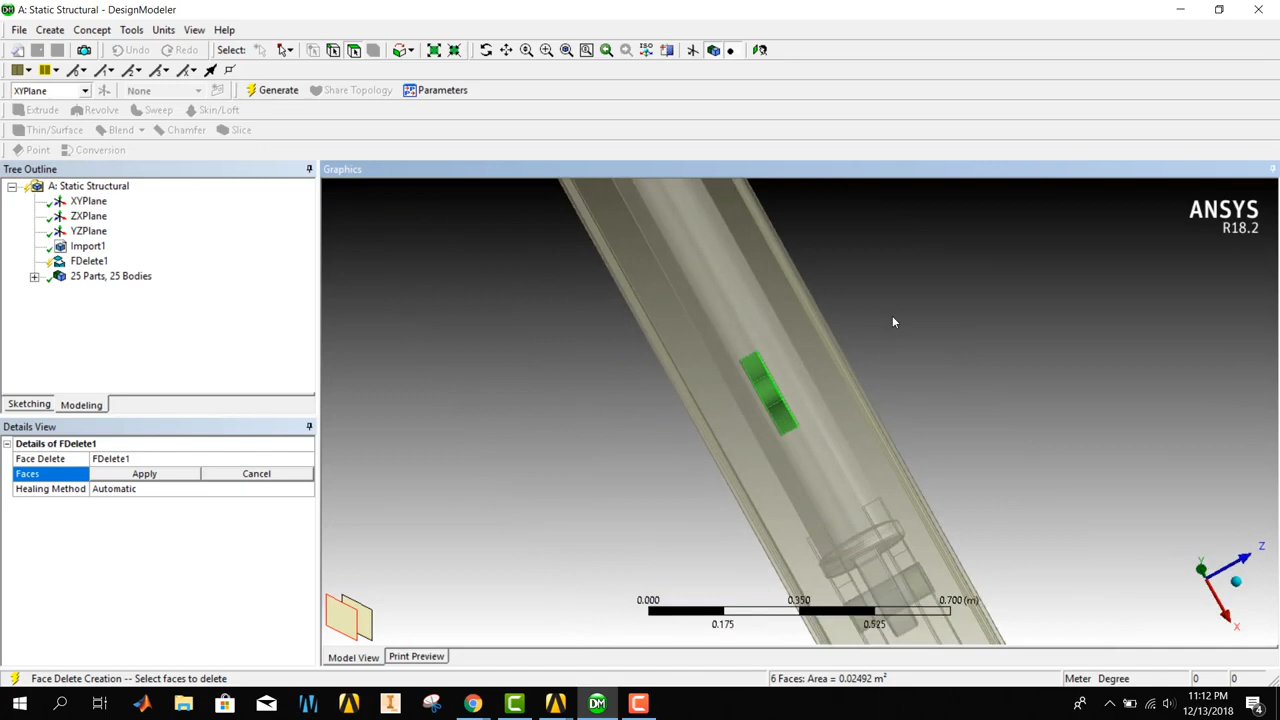 A: Static Structural - DesignModeler
File Create Concept Tools Units View Help
Undo Redo Select: ISO
XYPlane None Generate Share Topology Parameters
Extrude Revolve Sweep Skin/Loft
Thin/Surface Blend Chamfer Slice
Point Conversion
Tree Outline
Graphics
A: Static Structural
XYPlane
ZXPlane
YZPlane
Import1
FDelete1
25 Parts, 25 Bodies
ANSYS
R18.2
Sketching Modeling
Details View
Details of FDelete1
Face Delete FDelete1
Faces Apply Cancel
Healing Method Automatic
Y Z X
0.000 0.350 0.700 (m)
0.175 0.525
Model View Print Preview
Face Delete Creation -- Select faces to delete 6 Faces: Area = 0.02492 m² Meter Degree 0 0
11:12 PM
12/13/2018